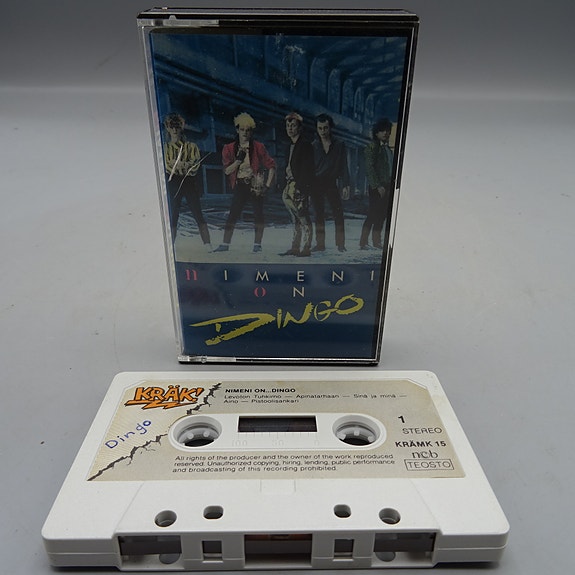 NIMENI
ON
DINGO
KRÄK!
NIMENI ON...DINGO
Levoton Tuhkimo — Apinatarhaan — Sinä ja minä —
Aino — Pistoolisankari
Dingo
1
STEREO
KRÄMK 15
ncb
TEOSTO
All rights of the producer and the owner of the work reproduced
reserved. Unauthorized copying, hiring, lending, public performance
and broadcasting of this recording prohibited.